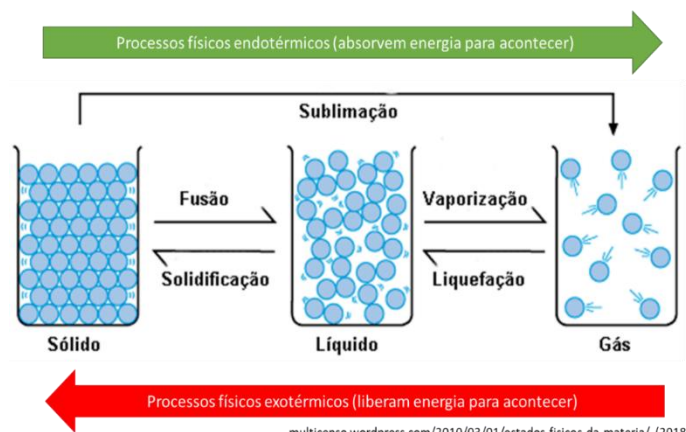 Processos físicos endotérmicos (absorvem energia para acontecer)
Sublimação
Fusão
Vaporização
Solidificação
Liquefação
Sólido
Líquido
Gás
Processos físicos exotérmicos (liberam energia para acontecer)